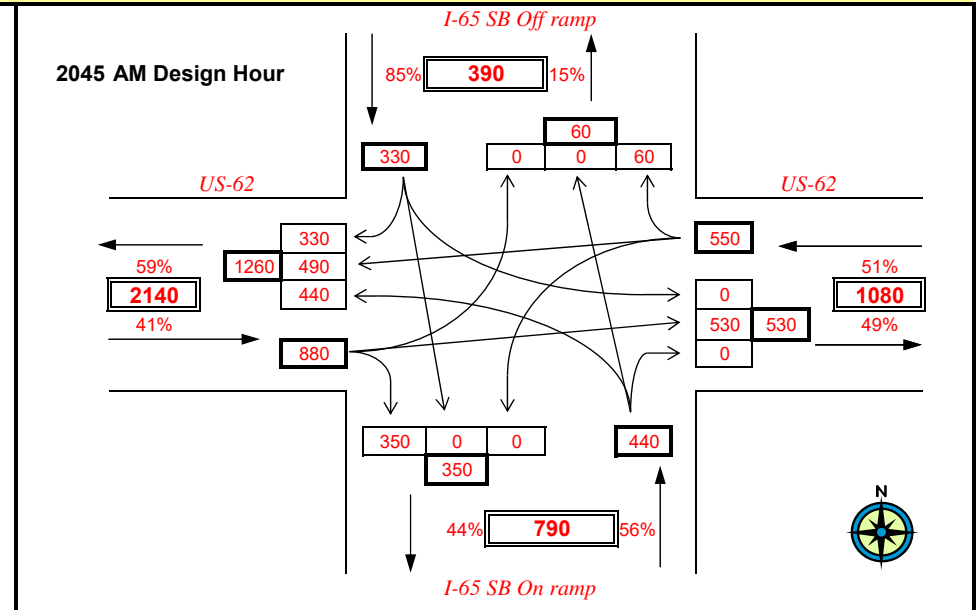 I-65 SB Off ramp
2045 AM Design Hour
85% 390 15%
60
330 0 0 60
US-62 US-62
330 550
59% 1260 490 51%
2140 440 0 1080
41% 530 530 49%
880 0
350 0 0 440
350
N
44% 790 56%
I-65 SB On ramp